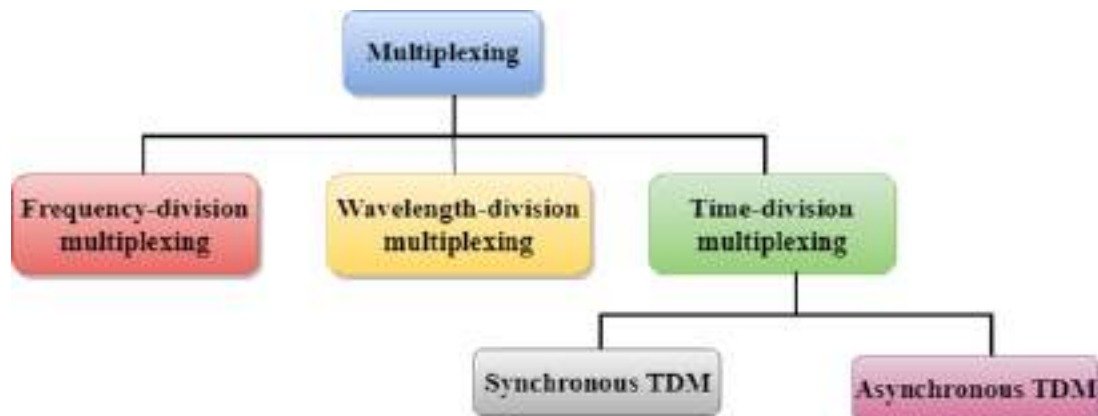 Multiplexing
Frequency-division
multiplexing
Wavelength-division
multiplexing
Time-division
multiplexing
Synchronous TDM
Asynchronous TDM